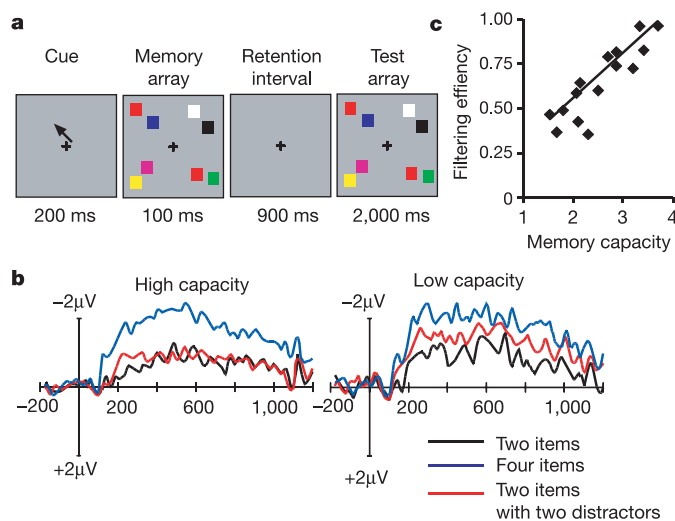 a
Cue
Memory array
Retention interval
Test array
200 ms
100 ms
900 ms
2,000 ms
c
Filtering effiency
1.00
0.75
0.50
0.25
0.00
1
2
3
4
Memory capacity
b
High capacity
−2μV
−200
200
600
1,000
+2μV
Low capacity
−2μV
−200
200
600
1,000
+2μV
Two items
Four items
Two items
with two distractors